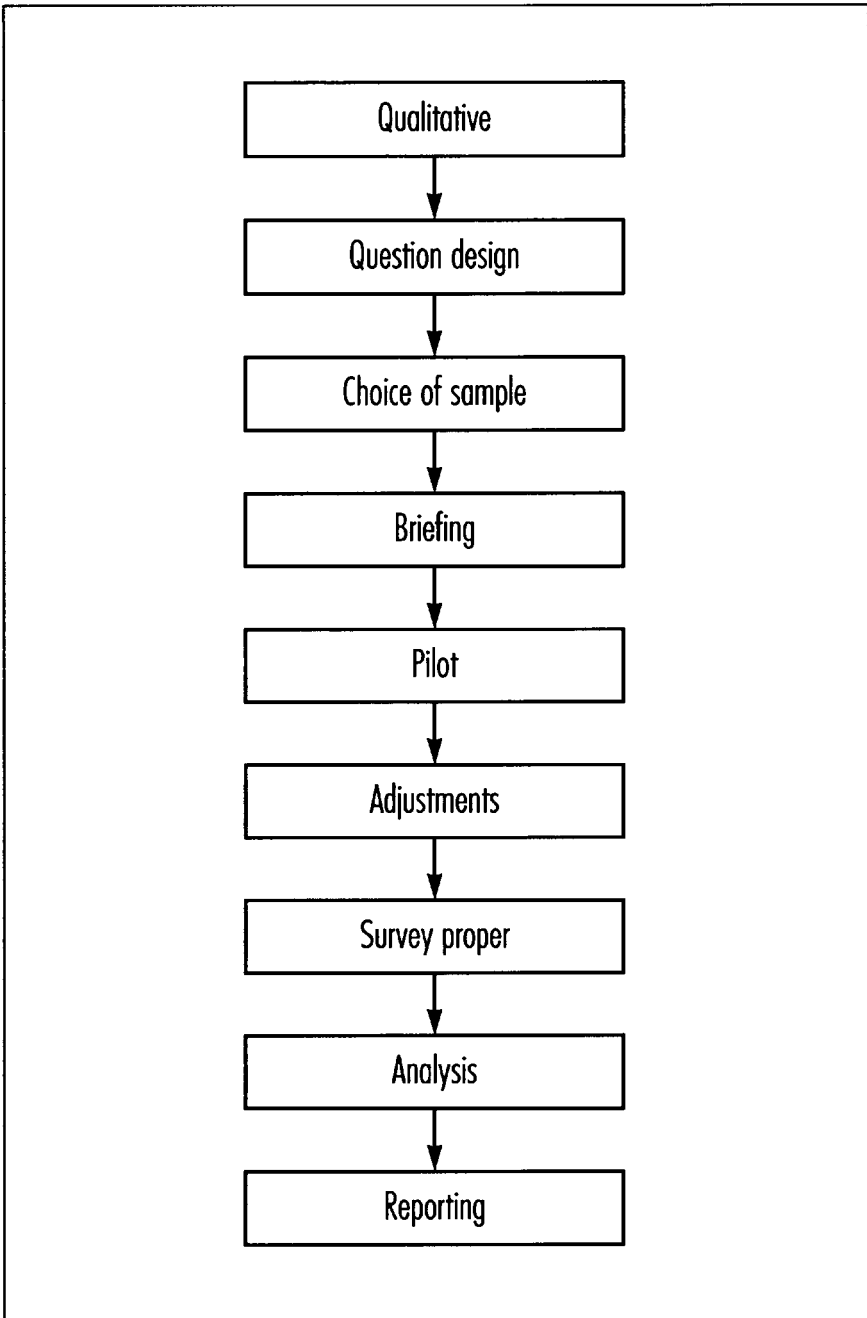 Qualitative
Question design
Choice of sample
Briefing
Pilot
Adjustments
Survey proper
Analysis
Reporting